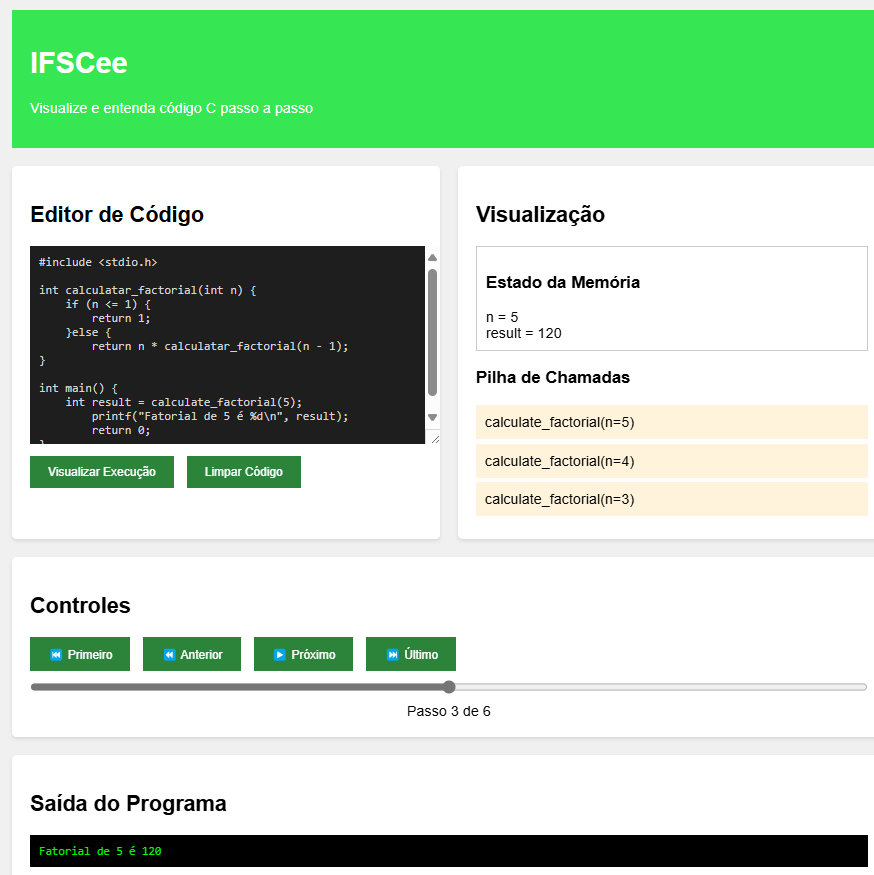 IFSCee
Visualize e entenda código C passo a passo
Editor de Código
#include <stdio.h>
int calculatar_factorial(int n) {
    if (n <= 1) {
        return 1;
    }else {
        return n * calculatar_factorial(n - 1);
}
int main() {
    int result = calculate_factorial(5);
        printf("Fatorial de 5 é %d\n", result);
        return 0;
}
Visualizar Execução
Limpar Código
Visualização
Estado da Memória
n = 5
result = 120
Pilha de Chamadas
calculate_factorial(n=5)
calculate_factorial(n=4)
calculate_factorial(n=3)
Controles
⏮ Primeiro
⏪ Anterior
▶ Próximo
⏭ Último
Passo 3 de 6
Saída do Programa
Fatorial de 5 é 120